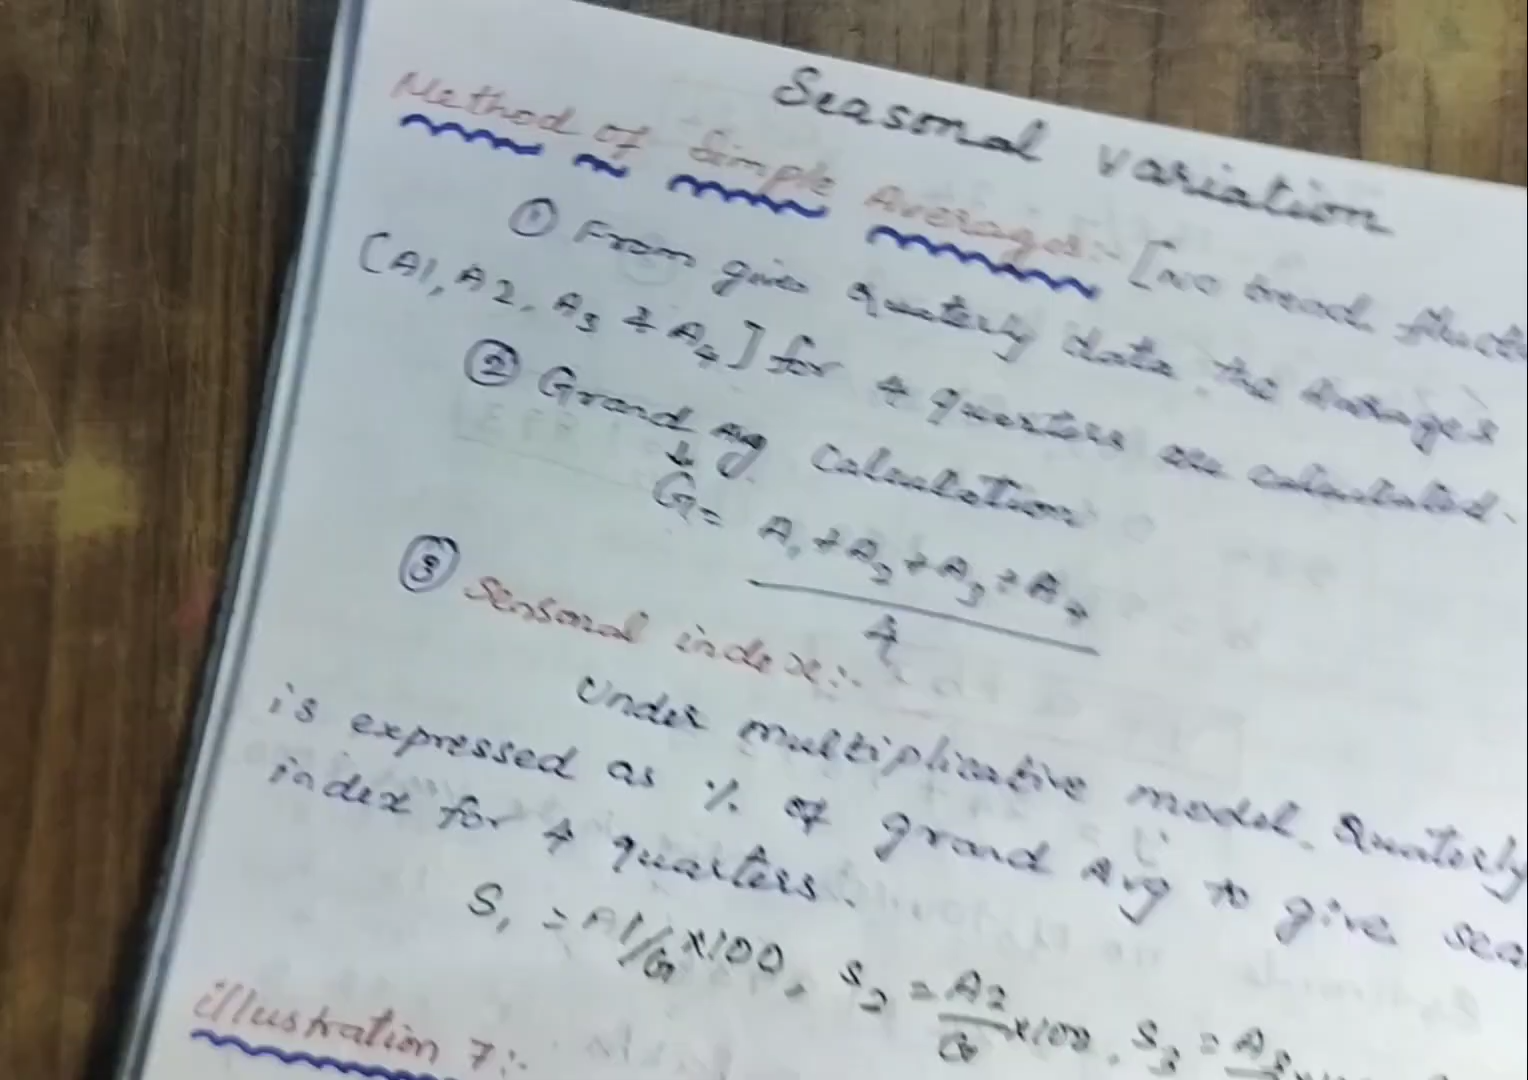 Seasonal Variation
Method of Simple Averages:- [no trend fluct
① From given quaterly data, the averages
(A1, A2, A3 & A4] for 4 quarters are calculated.
② Grand Avg calculation
↓
G = A1 + A2 + A3 + A4
4
③ Seasonal index:-
Under multiplicative model, Quaterly
is expressed as % of grand Avg to give sea
index for 4 quarters.
S1 = A1/G ×100, S2 = A2/G ×100, S3 = A3
illustration 7:-